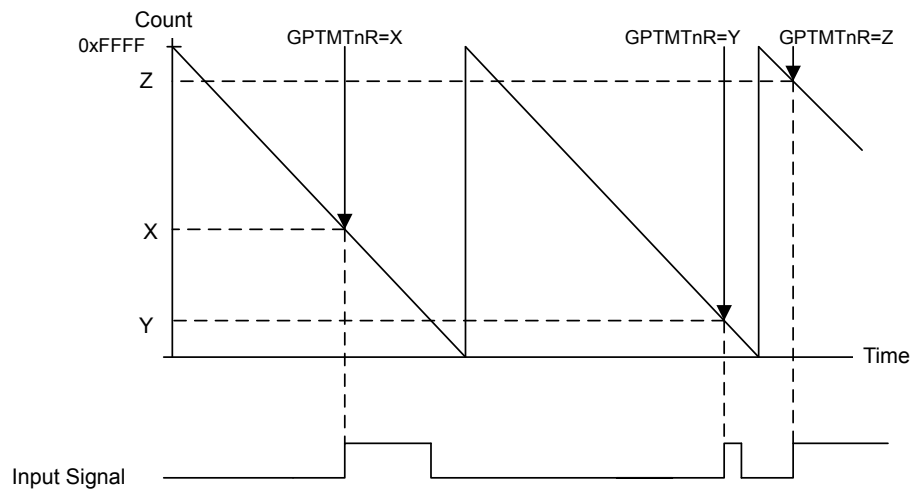 Count
0xFFFF
GPTMTnR=X
GPTMTnR=Y
GPTMTnR=Z
Z
X
Y
Time
Input Signal